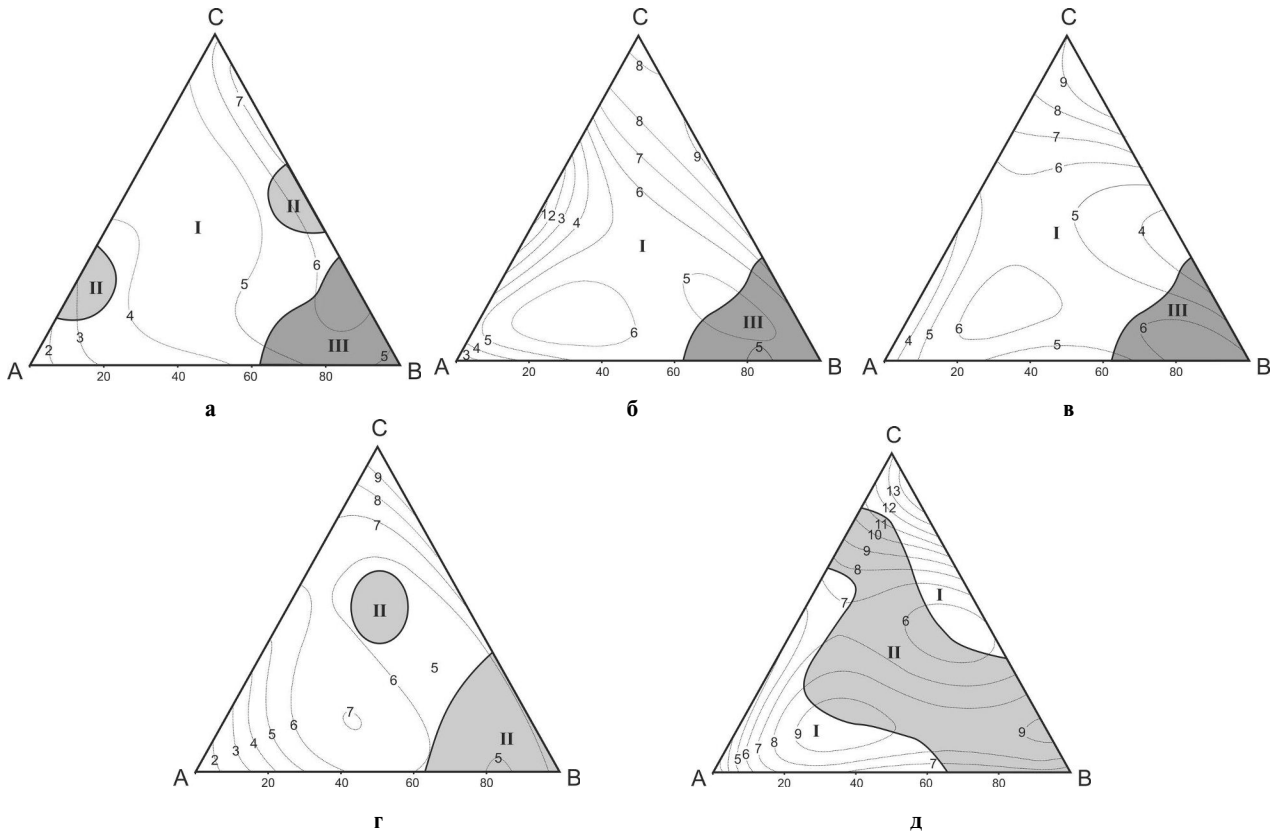 C C C
8 9
7 8 8
9 7 7
6 6
12 3 4
II 5
I I I 4
6 5
5
II 4 III 6 III 6 III
2 3 5 5 5 4 5 5
3 4
A 20 40 60 80 B A 20 40 60 80 B A 20 40 60 80 B
а б в
C C
9 13
8 12
7 11
10
9
8
II 7 I
6
5 II
6
7
6 I 9
2 3 4 5 II 5 6 7 8 9
5 7
A 20 40 60 80 B A 20 40 60 80 B
г д